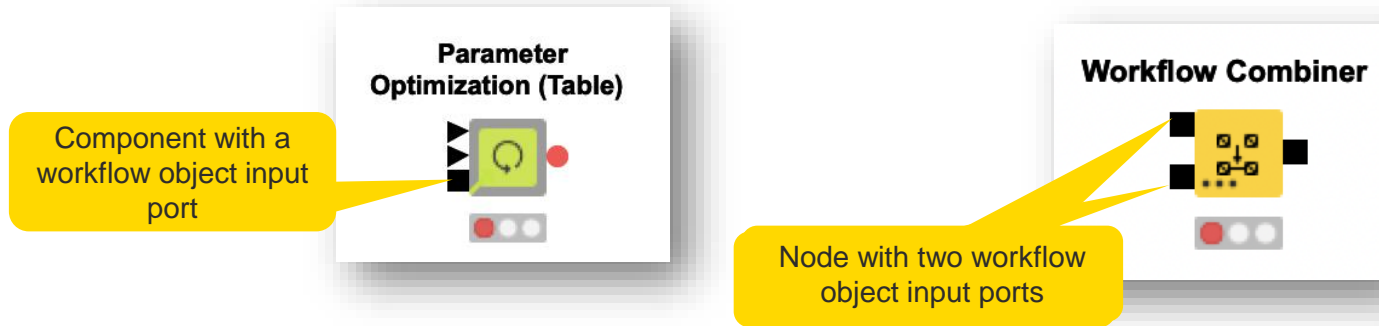 Parameter
Optimization (Table)
Component with a
workflow object input
port
Workflow Combiner
Node with two workflow
object input ports